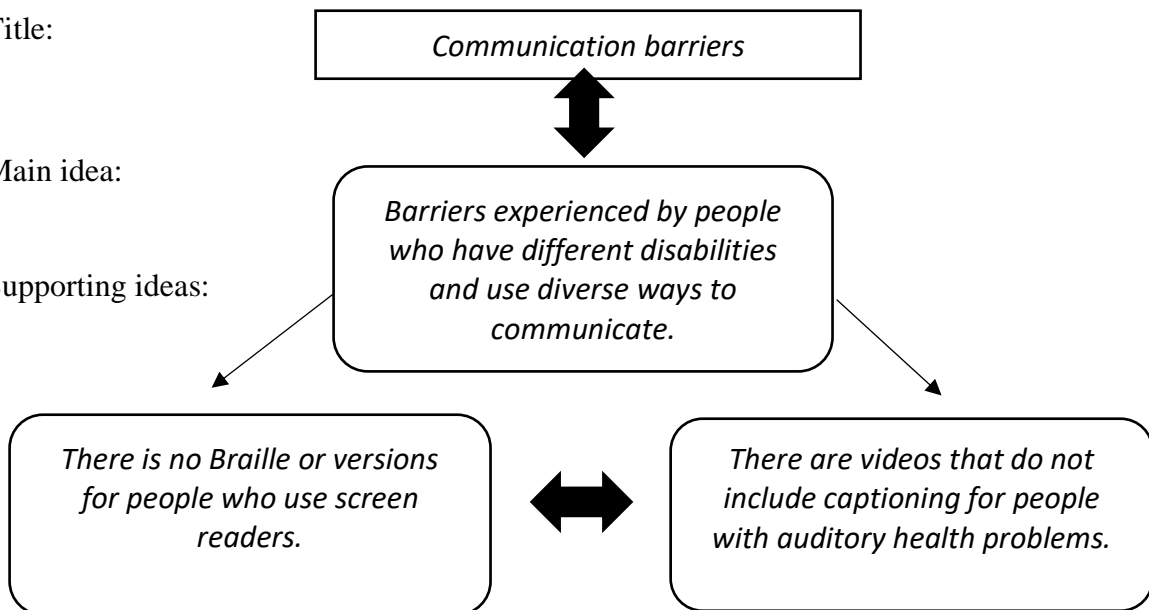 Title:
Communication barriers
Main idea:
Barriers experienced by people
who have different disabilities
and use diverse ways to
communicate.
upporting ideas:
There is no Braille or versions
for people who use screen
readers.
There are videos that do not
include captioning for people
with auditory health problems.